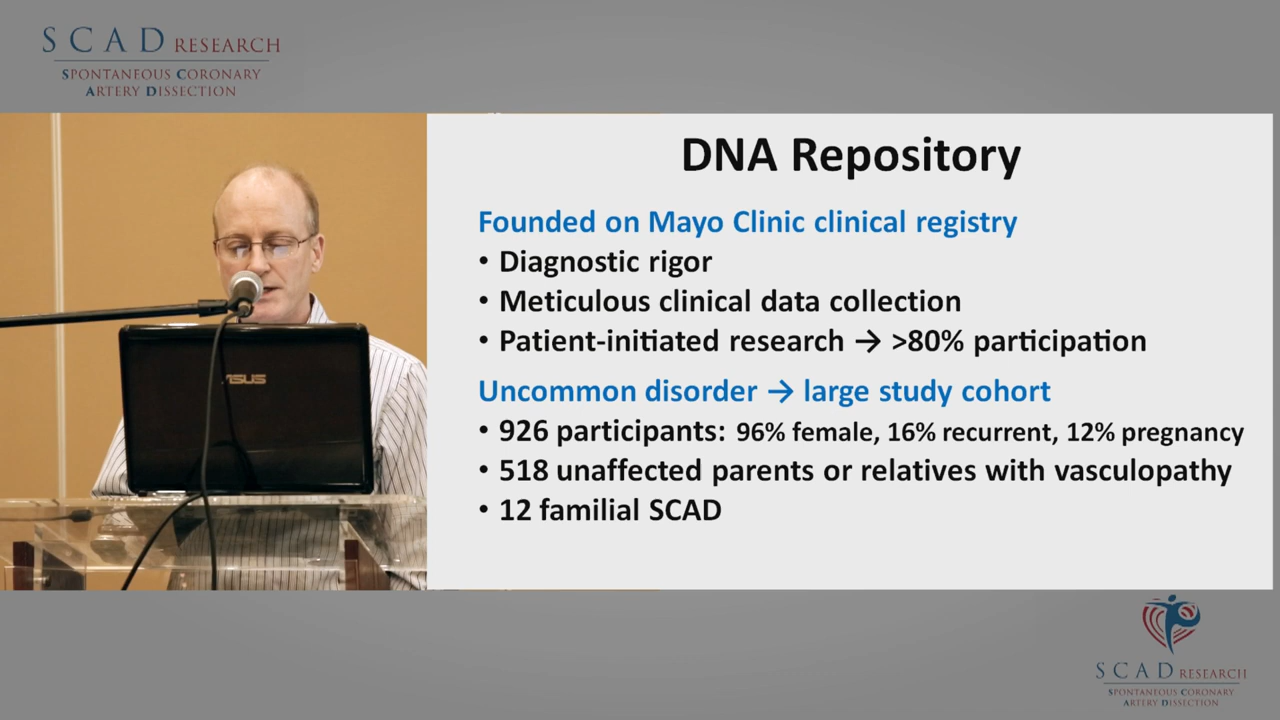 SCAD RESEARCH
SPONTANEOUS CORONARY
ARTERY DISSECTION
DNA Repository
Founded on Mayo Clinic clinical registry
• Diagnostic rigor
• Meticulous clinical data collection
• Patient-initiated research → >80% participation
Uncommon disorder → large study cohort
• 926 participants: 96% female, 16% recurrent, 12% pregnancy
• 518 unaffected parents or relatives with vasculopathy
• 12 familial SCAD
ASUS
SCAD RESEARCH
SPONTANEOUS CORONARY
ARTERY DISSECTION